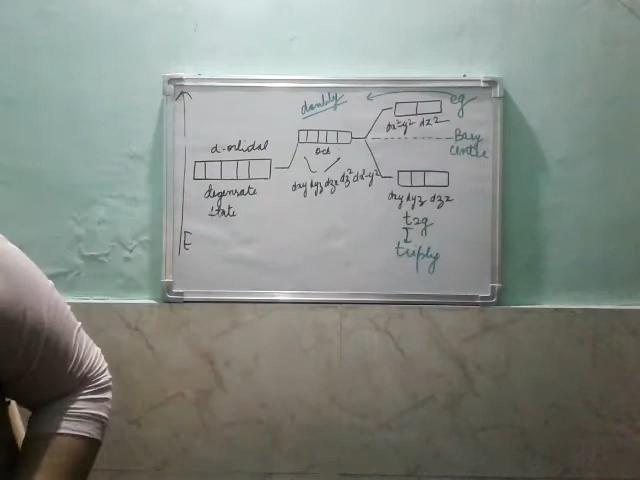 doubly
eg
dx²-y² dz²
d-orbital
Bary
centre
Oct
degenerate
state
dxy dyz dzx dz² dx²-y²
dxy dyz dzx
t2g
I
triply
E